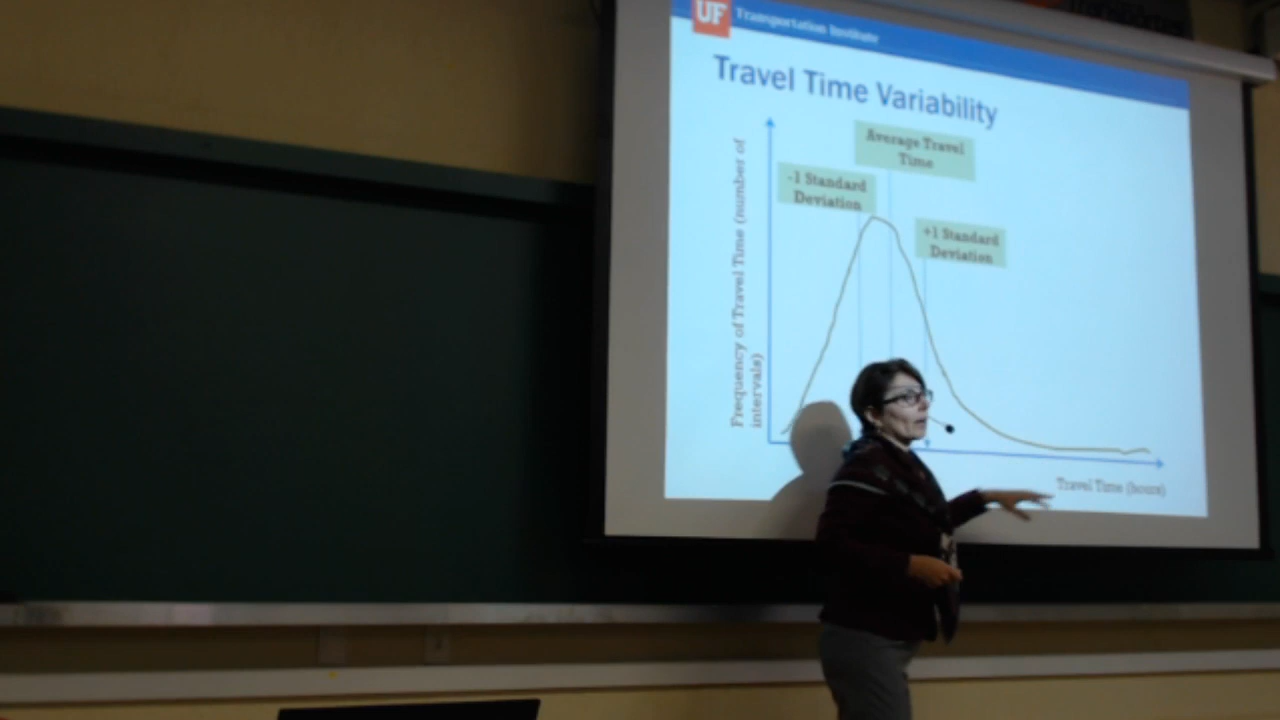 UF
Transportation Institute
Travel Time Variability
Average Travel
Time
-1 Standard
Deviation
+1 Standard
Deviation
Frequency of Travel Time (number of
intervals)
Travel Time (hours)